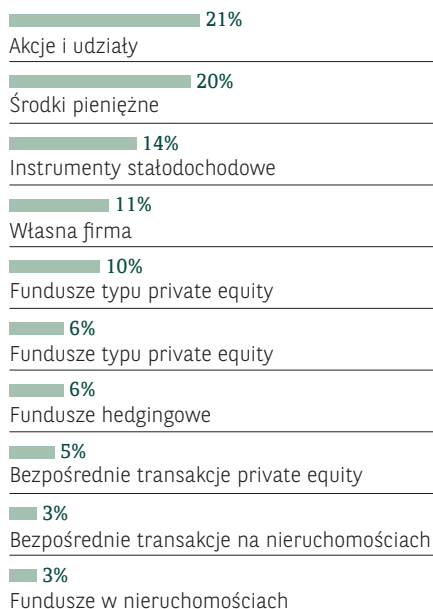 21%
Akcje i udziały
20%
Środki pieniężne
14%
Instrumenty stałodochodowe
11%
Własna firma
10%
Fundusze typu private equity
6%
Fundusze typu private equity
6%
Fundusze hedgingowe
5%
Bezpośrednie transakcje private equity
3%
Bezpośrednie transakcje na nieruchomościach
3%
Fundusze w nieruchomościach